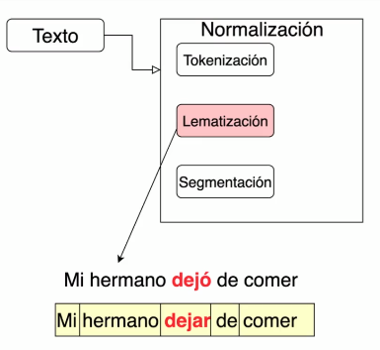 Texto
Normalización
Tokenización
Lematización
Segmentación
Mi hermano dejó de comer
Mi hermano dejar de comer